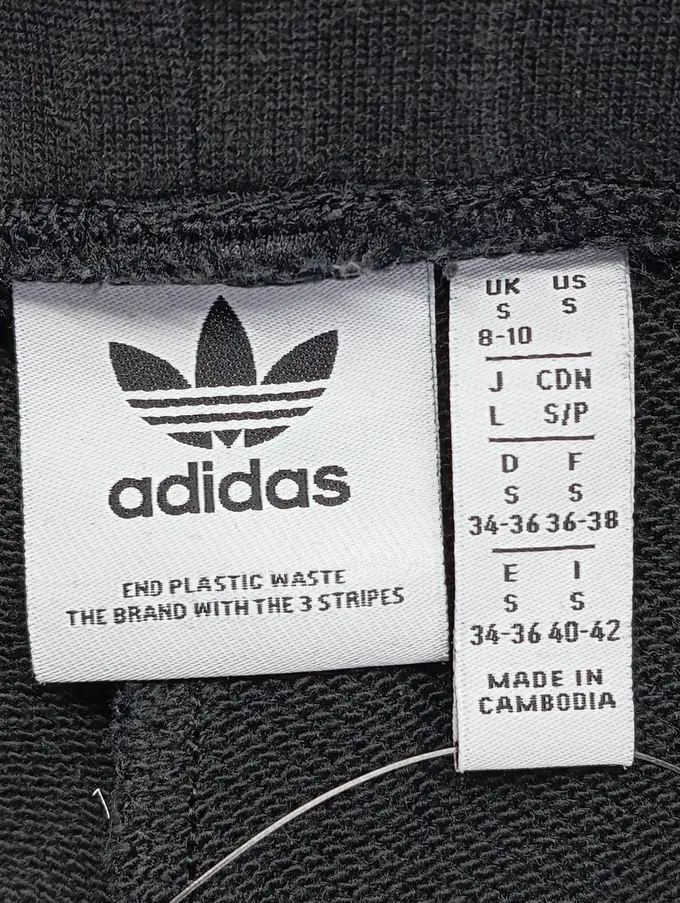 adidas
END PLASTIC WASTE
THE BRAND WITH THE 3 STRIPES
UK US
S S
8-10
J CDN
L S/P
D F
S S
34-36 36-38
E I
S S
34-36 40-42
MADE IN
CAMBODIA